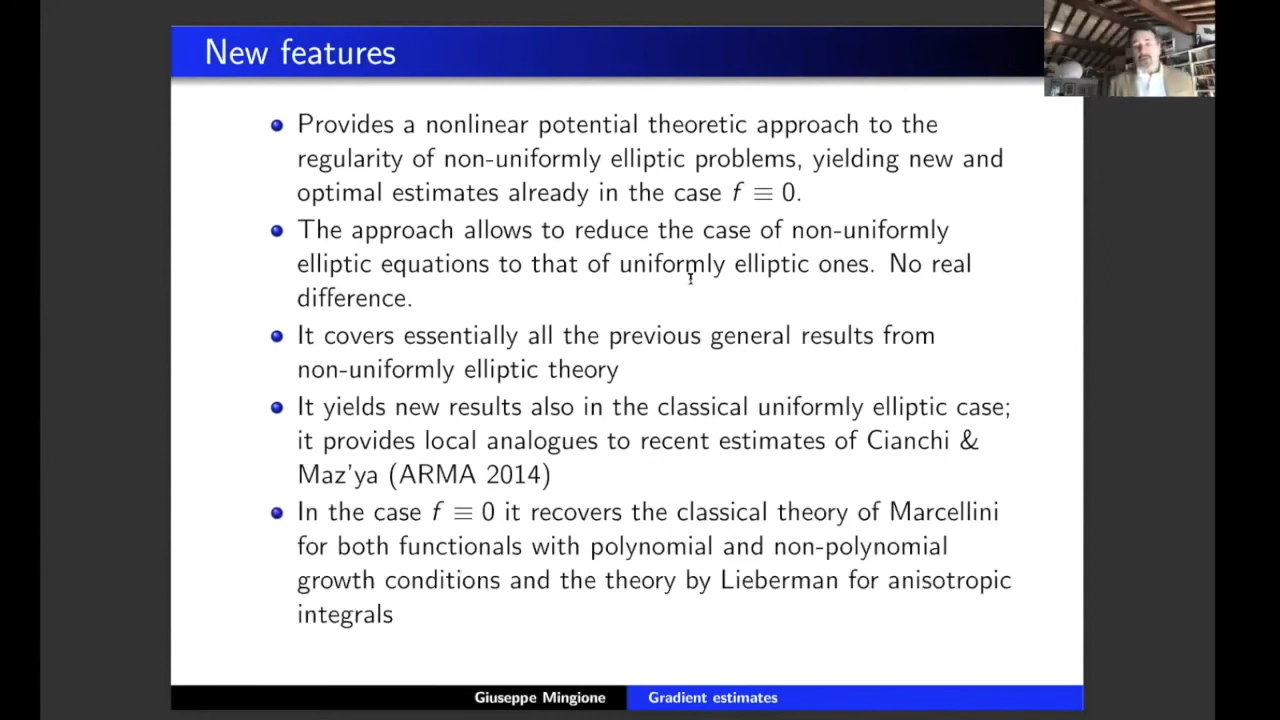 New features
Provides a nonlinear potential theoretic approach to the
regularity of non-uniformly elliptic problems, yielding new and
optimal estimates already in the case f ≡ 0.
The approach allows to reduce the case of non-uniformly
elliptic equations to that of uniformly elliptic ones. No real
difference.
It covers essentially all the previous general results from
non-uniformly elliptic theory
It yields new results also in the classical uniformly elliptic case;
it provides local analogues to recent estimates of Cianchi &
Maz'ya (ARMA 2014)
In the case f ≡ 0 it recovers the classical theory of Marcellini
for both functionals with polynomial and non-polynomial
growth conditions and the theory by Lieberman for anisotropic
integrals
Giuseppe Mingione Gradient estimates